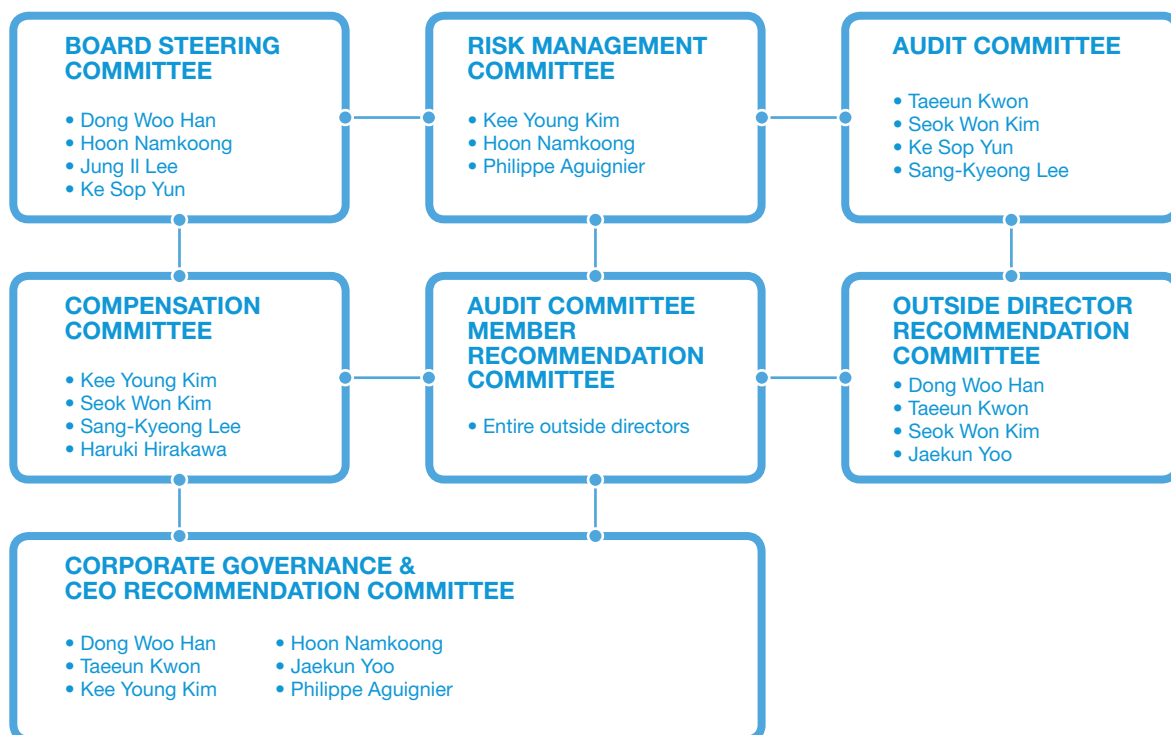 BOARD STEERING
COMMITTEE
• Dong Woo Han
• Hoon Namkoong
• Jung Il Lee
• Ke Sop Yun
RISK MANAGEMENT
COMMITTEE
• Kee Young Kim
• Hoon Namkoong
• Philippe Aguignier
AUDIT COMMITTEE
• Taeeun Kwon
• Seok Won Kim
• Ke Sop Yun
• Sang-Kyeong Lee
COMPENSATION
COMMITTEE
• Kee Young Kim
• Seok Won Kim
• Sang-Kyeong Lee
• Haruki Hirakawa
AUDIT COMMITTEE
MEMBER
RECOMMENDATION
COMMITTEE
• Entire outside directors
OUTSIDE DIRECTOR
RECOMMENDATION
COMMITTEE
• Dong Woo Han
• Taeeun Kwon
• Seok Won Kim
• Jaekun Yoo
CORPORATE GOVERNANCE &
CEO RECOMMENDATION COMMITTEE
• Dong Woo Han
• Taeeun Kwon
• Kee Young Kim
• Hoon Namkoong
• Jaekun Yoo
• Philippe Aguignier